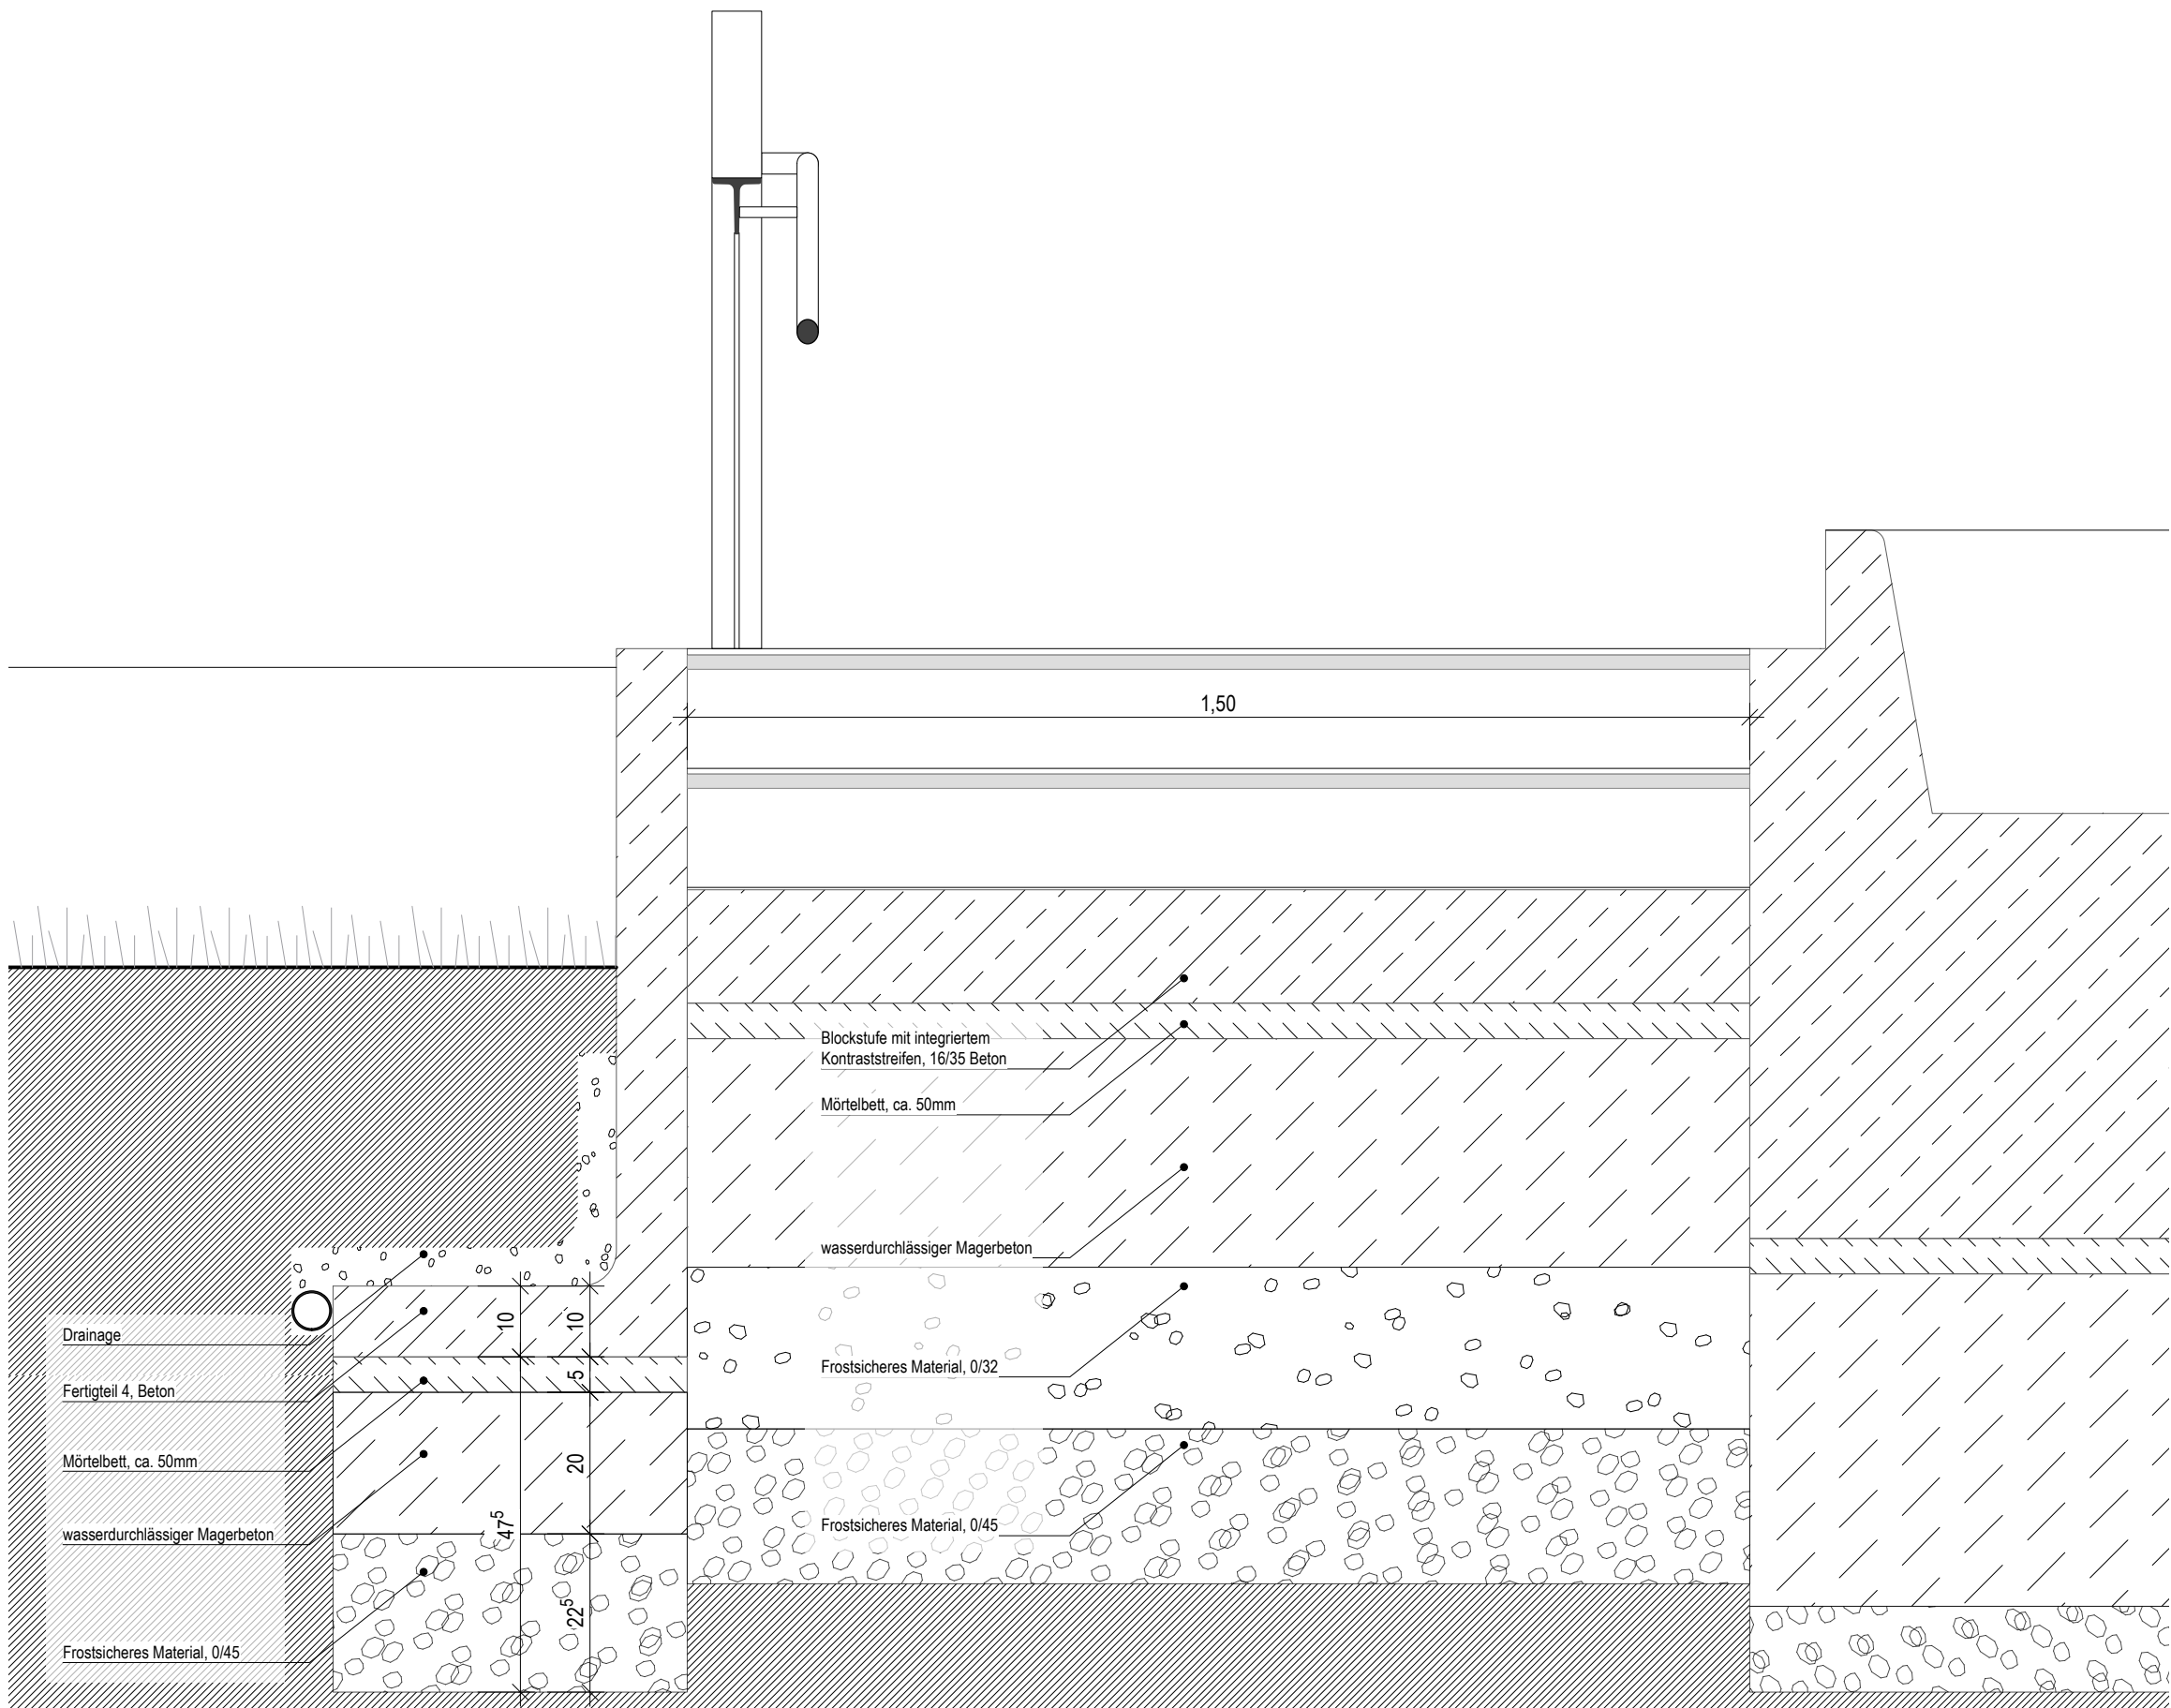 1,50
Blockstufe mit integriertem
Kontraststreifen, 16/35 Beton
Mörtelbett, ca. 50mm
wasserdurchlässiger Magerbeton
Frostsicheres Material, 0/32
Frostsicheres Material, 0/45
Drainage
Fertigteil 4, Beton
Mörtelbett, ca. 50mm
wasserdurchlässiger Magerbeton
Frostsicheres Material, 0/45
10
10
5
20
47⁵
22⁵